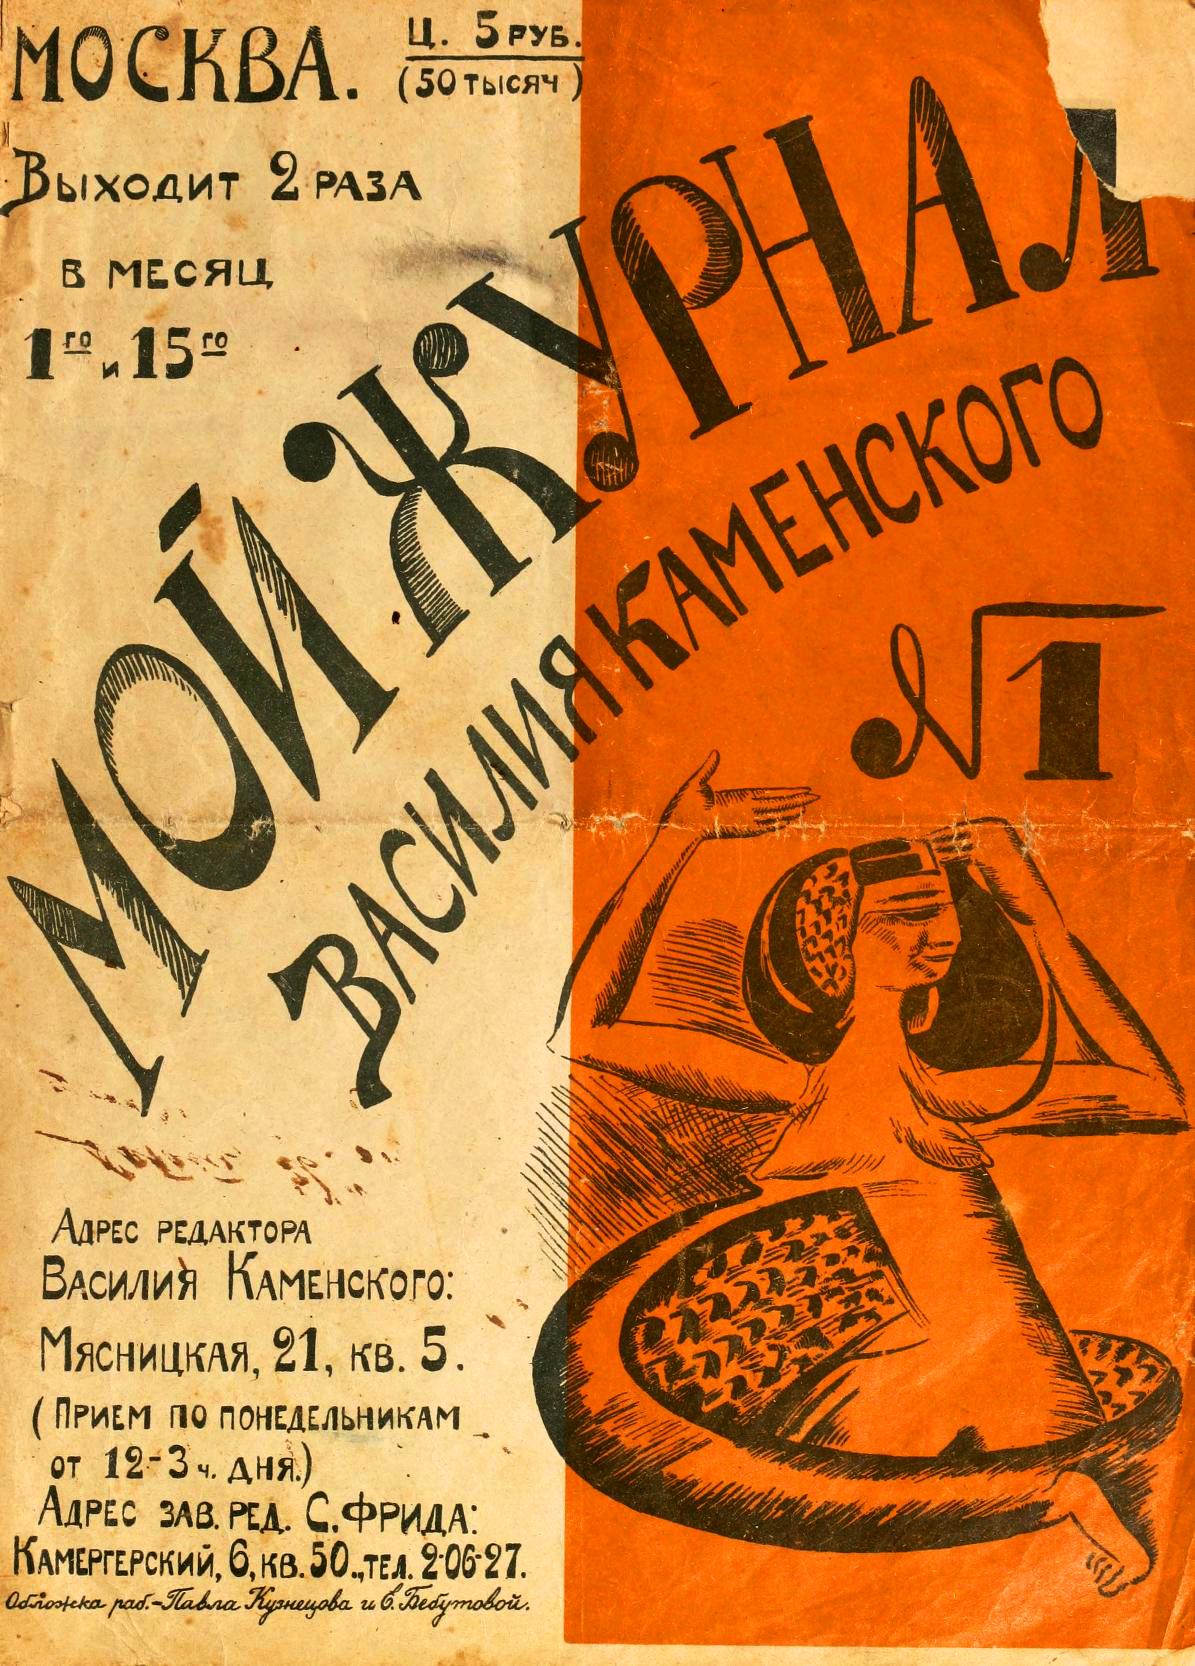 МОСКВА.
Ц. 5 РУБ.
(50 ТЫСЯЧ)
ВЫХОДИТ 2 РАЗА
В МЕСЯЦ
1го и 15го
МОЙ ЖУРНАЛ
ВАСИЛИЯ КАМЕНСКОГО
№1
АДРЕС РЕДАКТОРА
ВАСИЛИЯ КАМЕНСКОГО:
МЯСНИЦКАЯ, 21, КВ. 5.
(ПРИЕМ ПО ПОНЕДЕЛЬНИКАМ
ОТ 12-3 Ч. ДНЯ.)
АДРЕС ЗАВ. РЕД. С. ФРИДА:
КАМЕРГЕРСКИЙ, 6, КВ. 50., ТЕЛ. 2-06-27.
Обложка раб.-Павла Кузнецова и Е. Бебутовой.